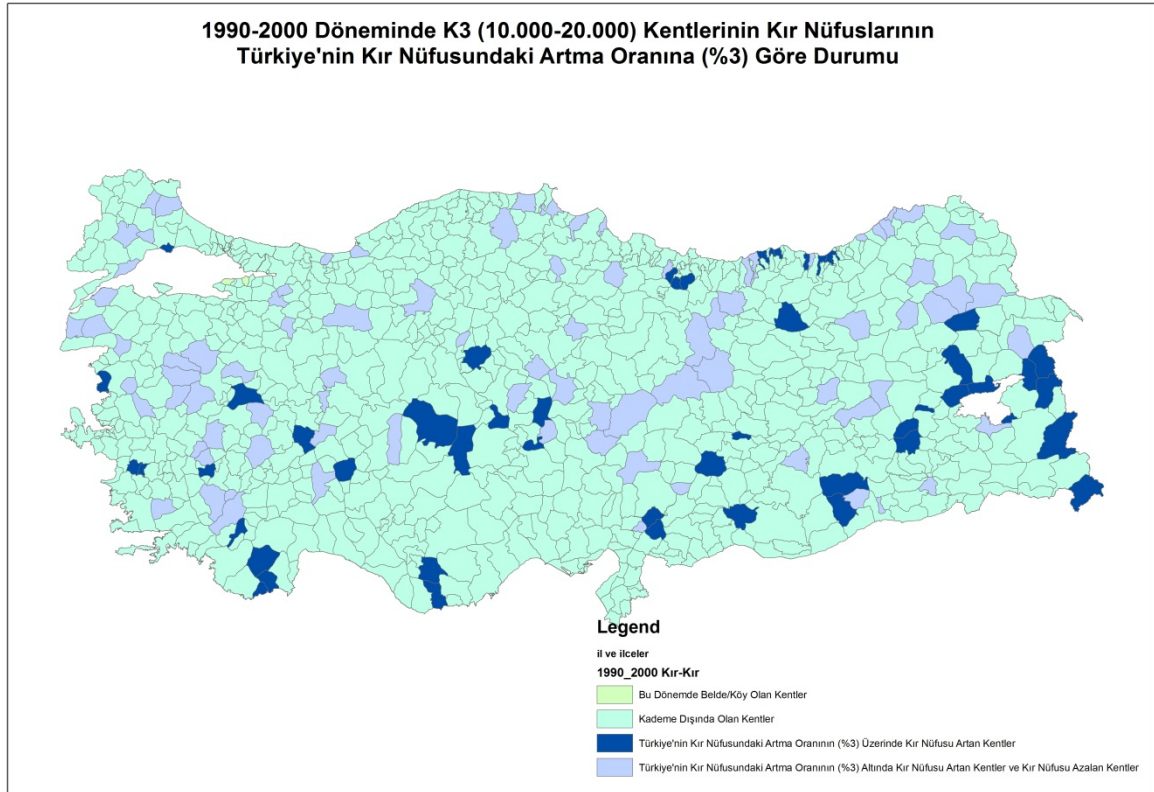 1990-2000 Döneminde K3 (10.000-20.000) Kentlerinin Kır Nüfuslarının
Türkiye'nin Kır Nüfusundaki Artma Oranına (%3) Göre Durumu
Legend
il ve ilceler
1990_2000 Kır-Kır
Bu Dönemde Belde/Köy Olan Kentler
Kademe Dışında Olan Kentler
Türkiye'nin Kır Nüfusundaki Artma Oranının (%3) Üzerinde Kır Nüfusu Artan Kentler
Türkiye'nin Kır Nüfusundaki Artma Oranının (%3) Altında Kır Nüfusu Artan Kentler ve Kır Nüfusu Azalan Kentler